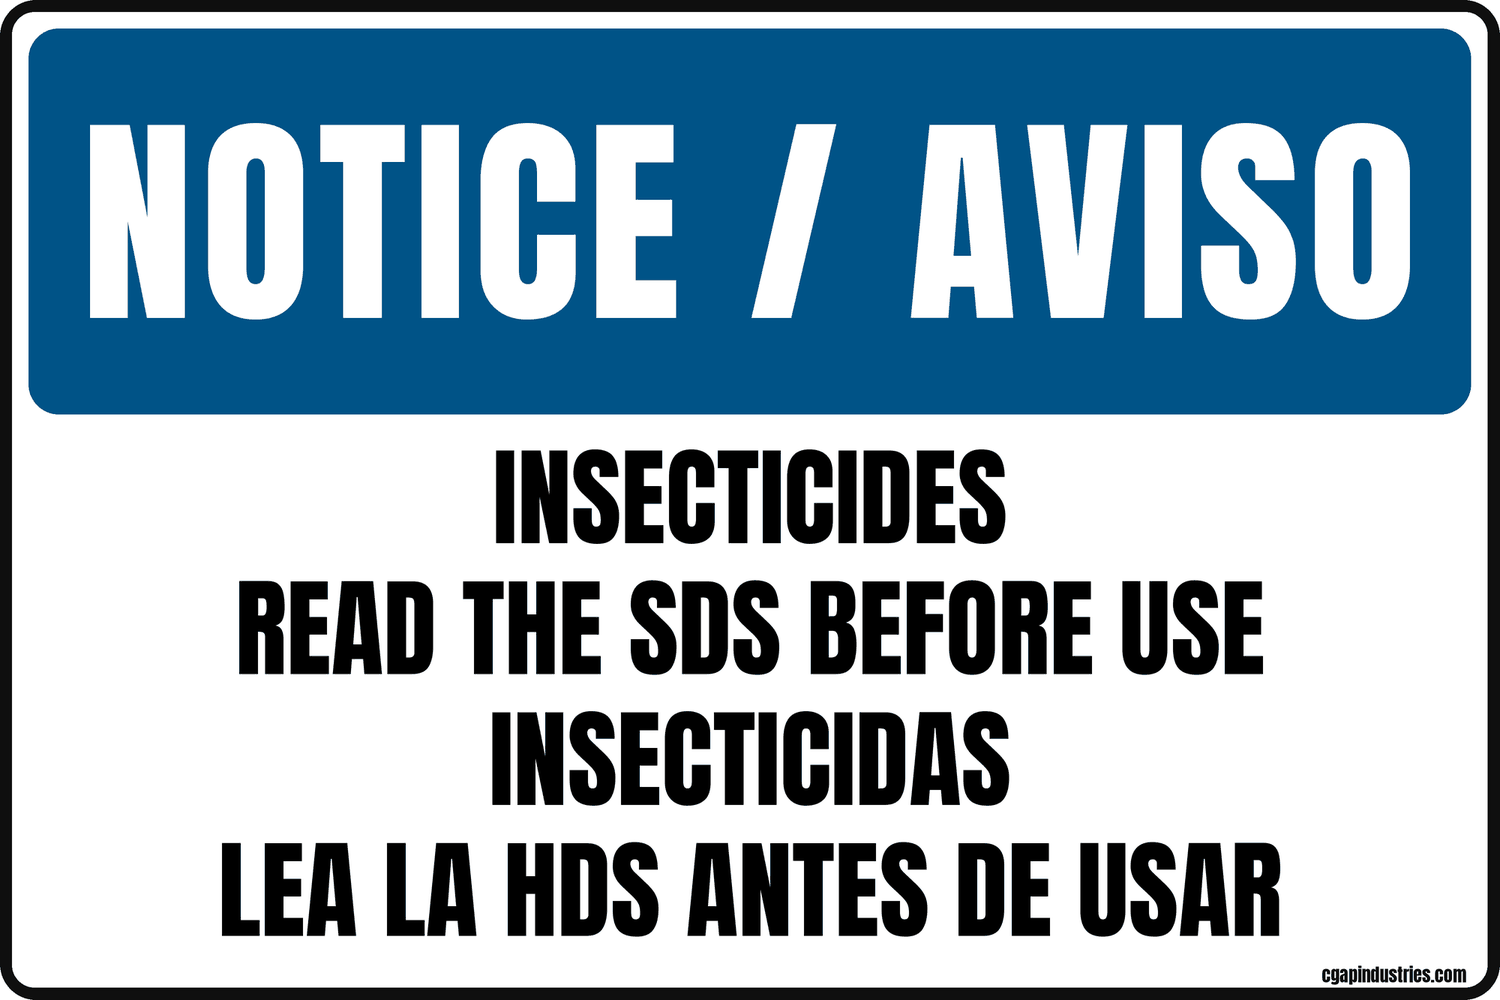 NOTICE / AVISO
INSECTICIDES
READ THE SDS BEFORE USE
INSECTICIDAS
LEA LA HDS ANTES DE USAR
cgapindustries.com